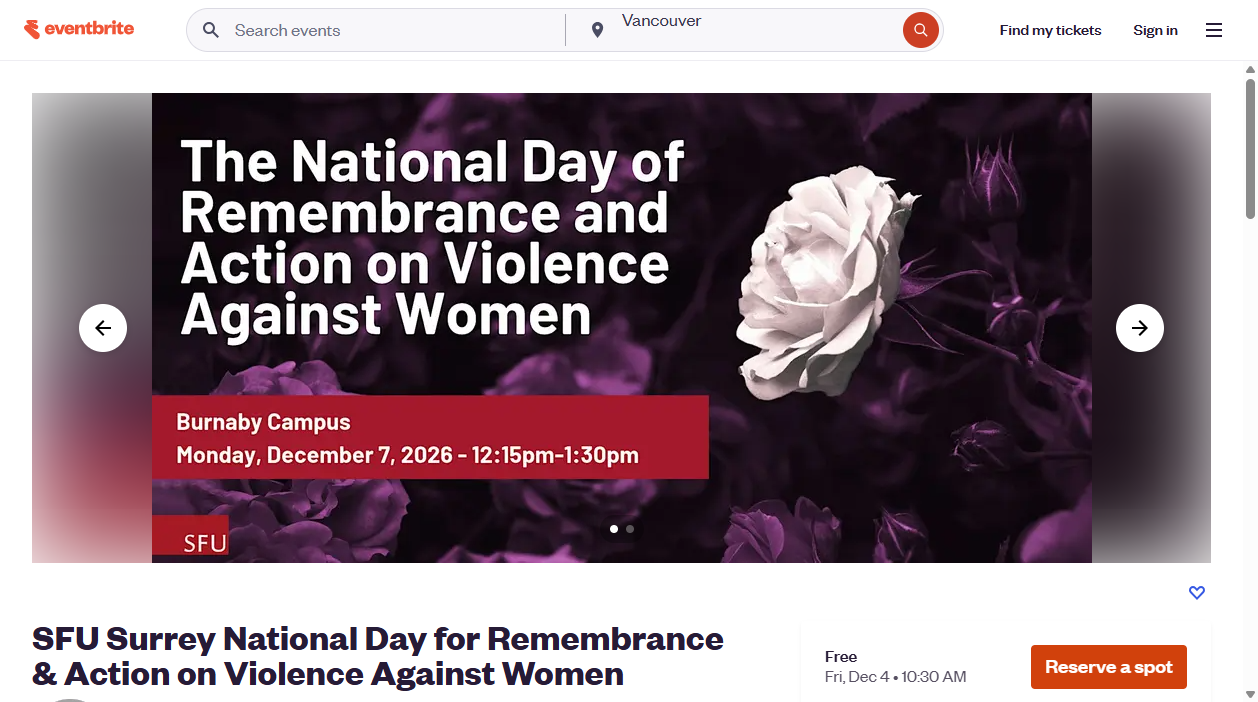 eventbrite
Search events
Vancouver
Find my tickets
Sign in
The National Day of
Remembrance and
Action on Violence
Against Women
Burnaby Campus
Monday, December 7, 2026 - 12:15pm-1:30pm
SFU
SFU Surrey National Day for Remembrance
& Action on Violence Against Women
Free
Fri, Dec 4 • 10:30 AM
Reserve a spot